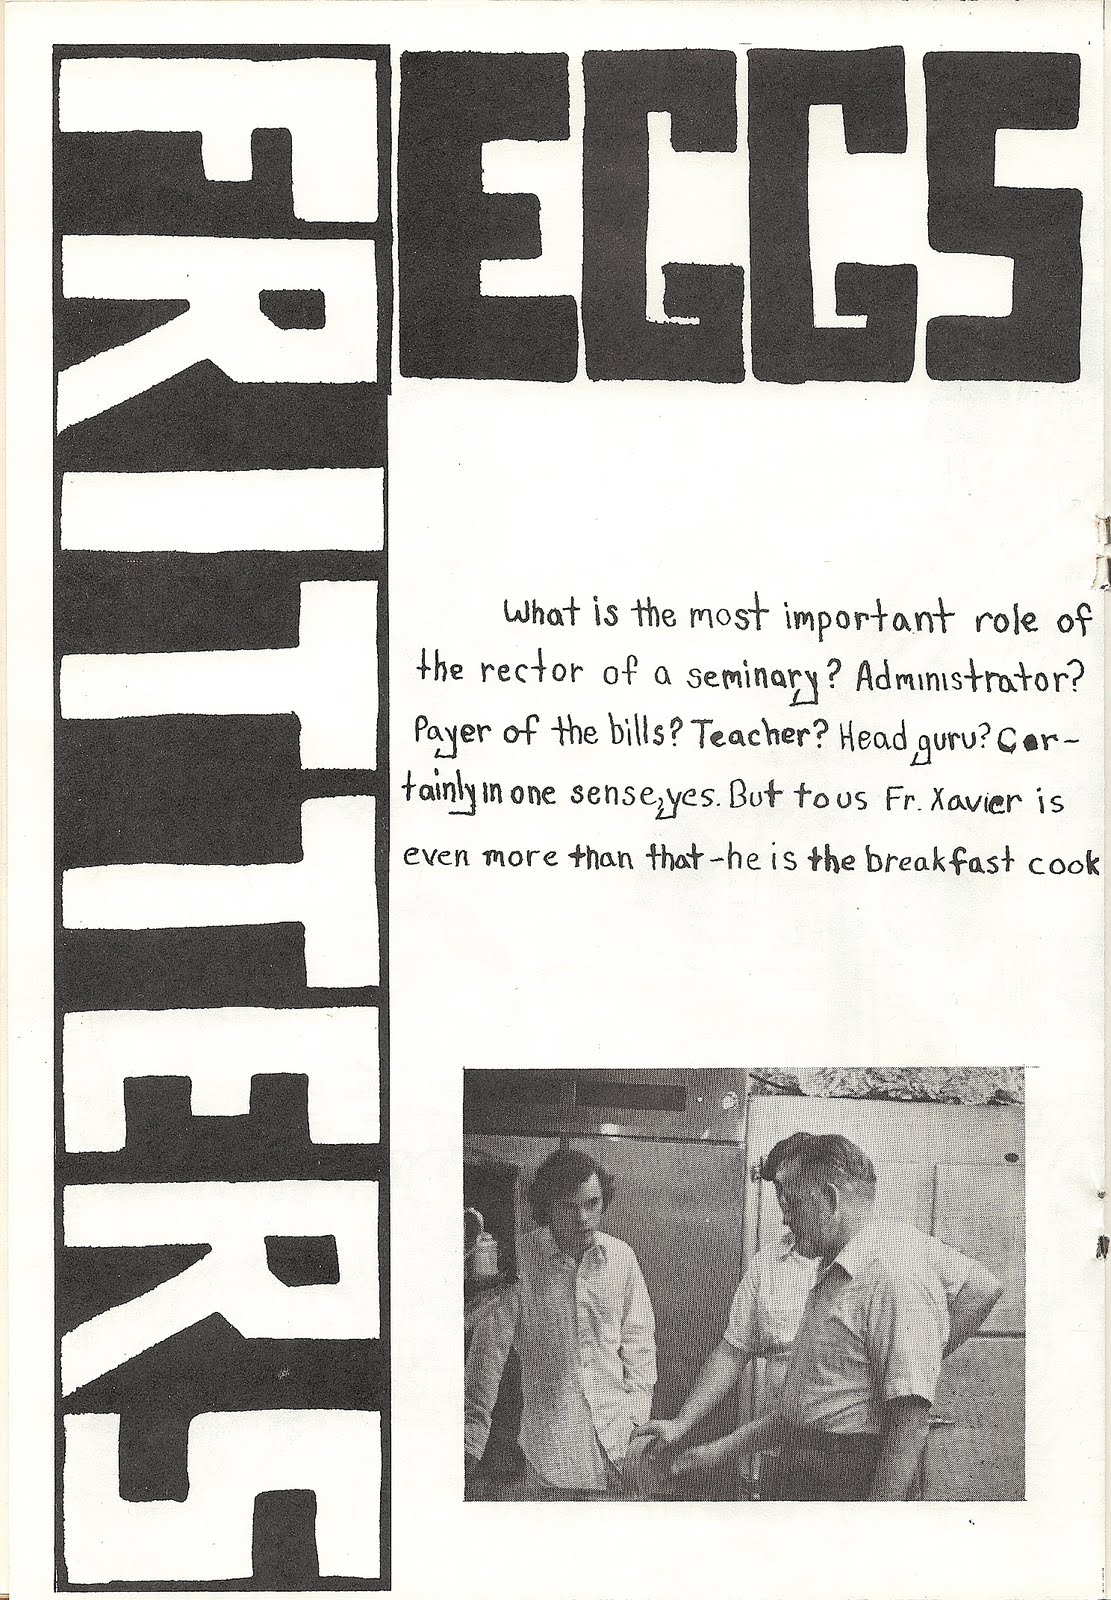 EGGS
FRITTERS
What is the most important role of
the rector of a seminary? Administrator?
Payer of the bills? Teacher? Head guru? Cer-
tainly in one sense, yes. But to us Fr. Xavier is
even more than that - he is the breakfast cook